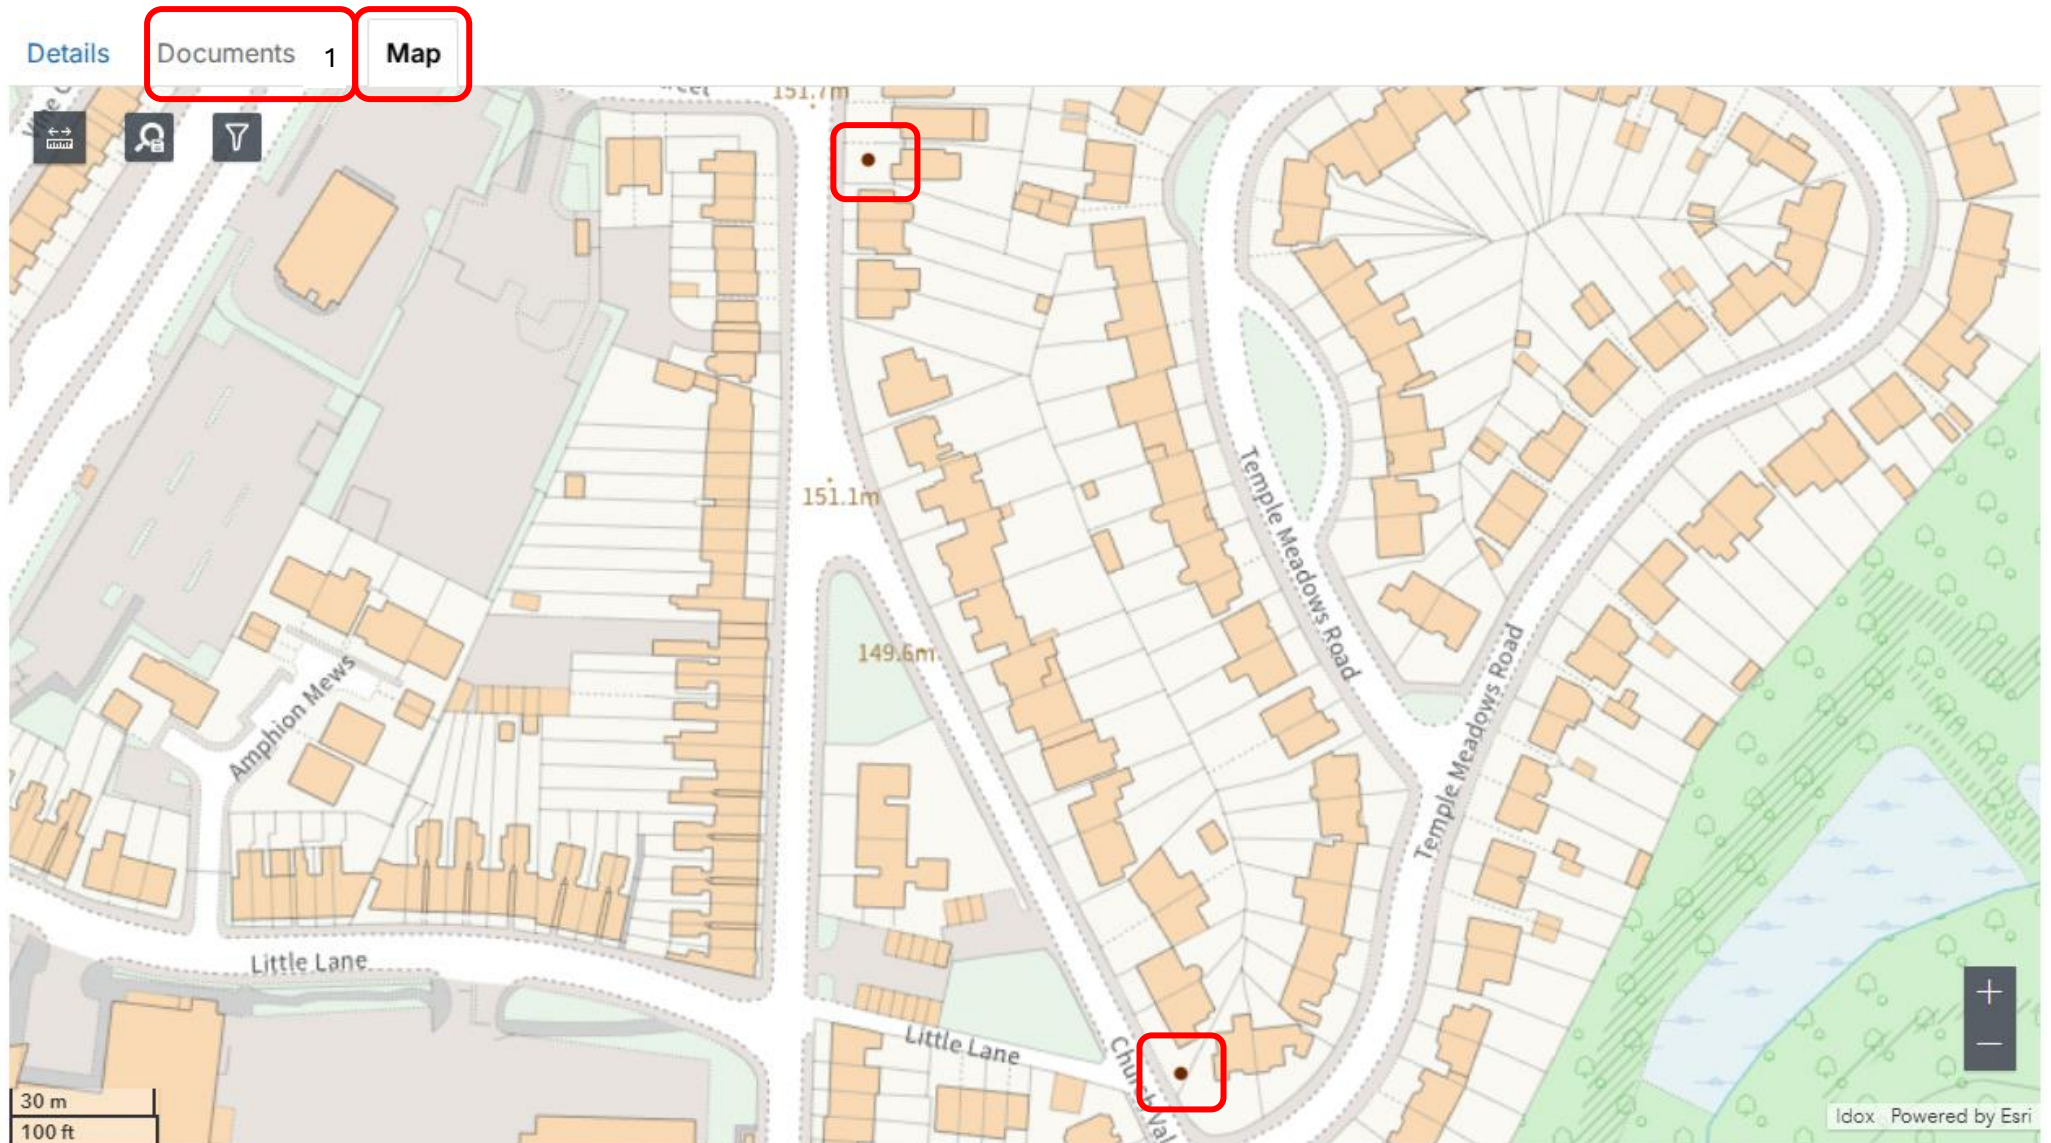 Details Documents 1 Map
151.7m
151.1m
149.6m
Temple Meadows Road
Temple Meadows Road
Amphion Mews
Little Lane
Little Lane
30 m
100 ft
Idox Powered by Esri